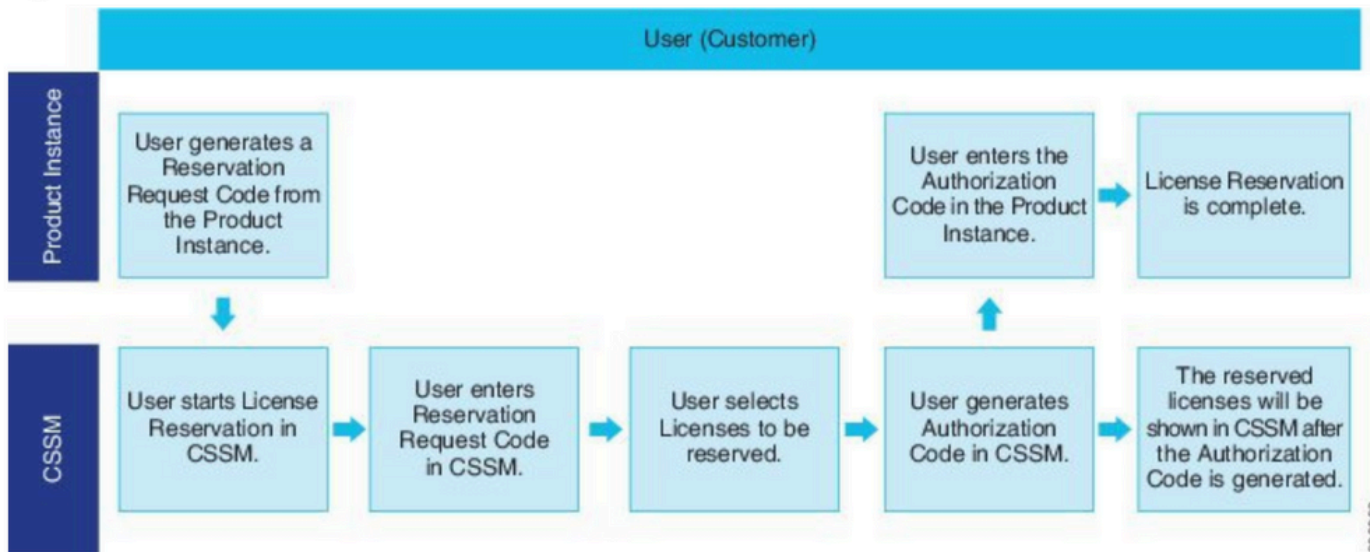 User (Customer)
Product Instance
User generates a
Reservation
Request Code from
the Product
Instance.
User enters the
Authorization
Code in the Product
Instance.
License Reservation
is complete.
CSSM
User starts License
Reservation in
CSSM.
User enters
Reservation
Request Code
in CSSM.
User selects
Licenses to be
reserved.
User generates
Authorization
Code in CSSM.
The reserved
licenses will be
shown in CSSM after
the Authorization
Code is generated.